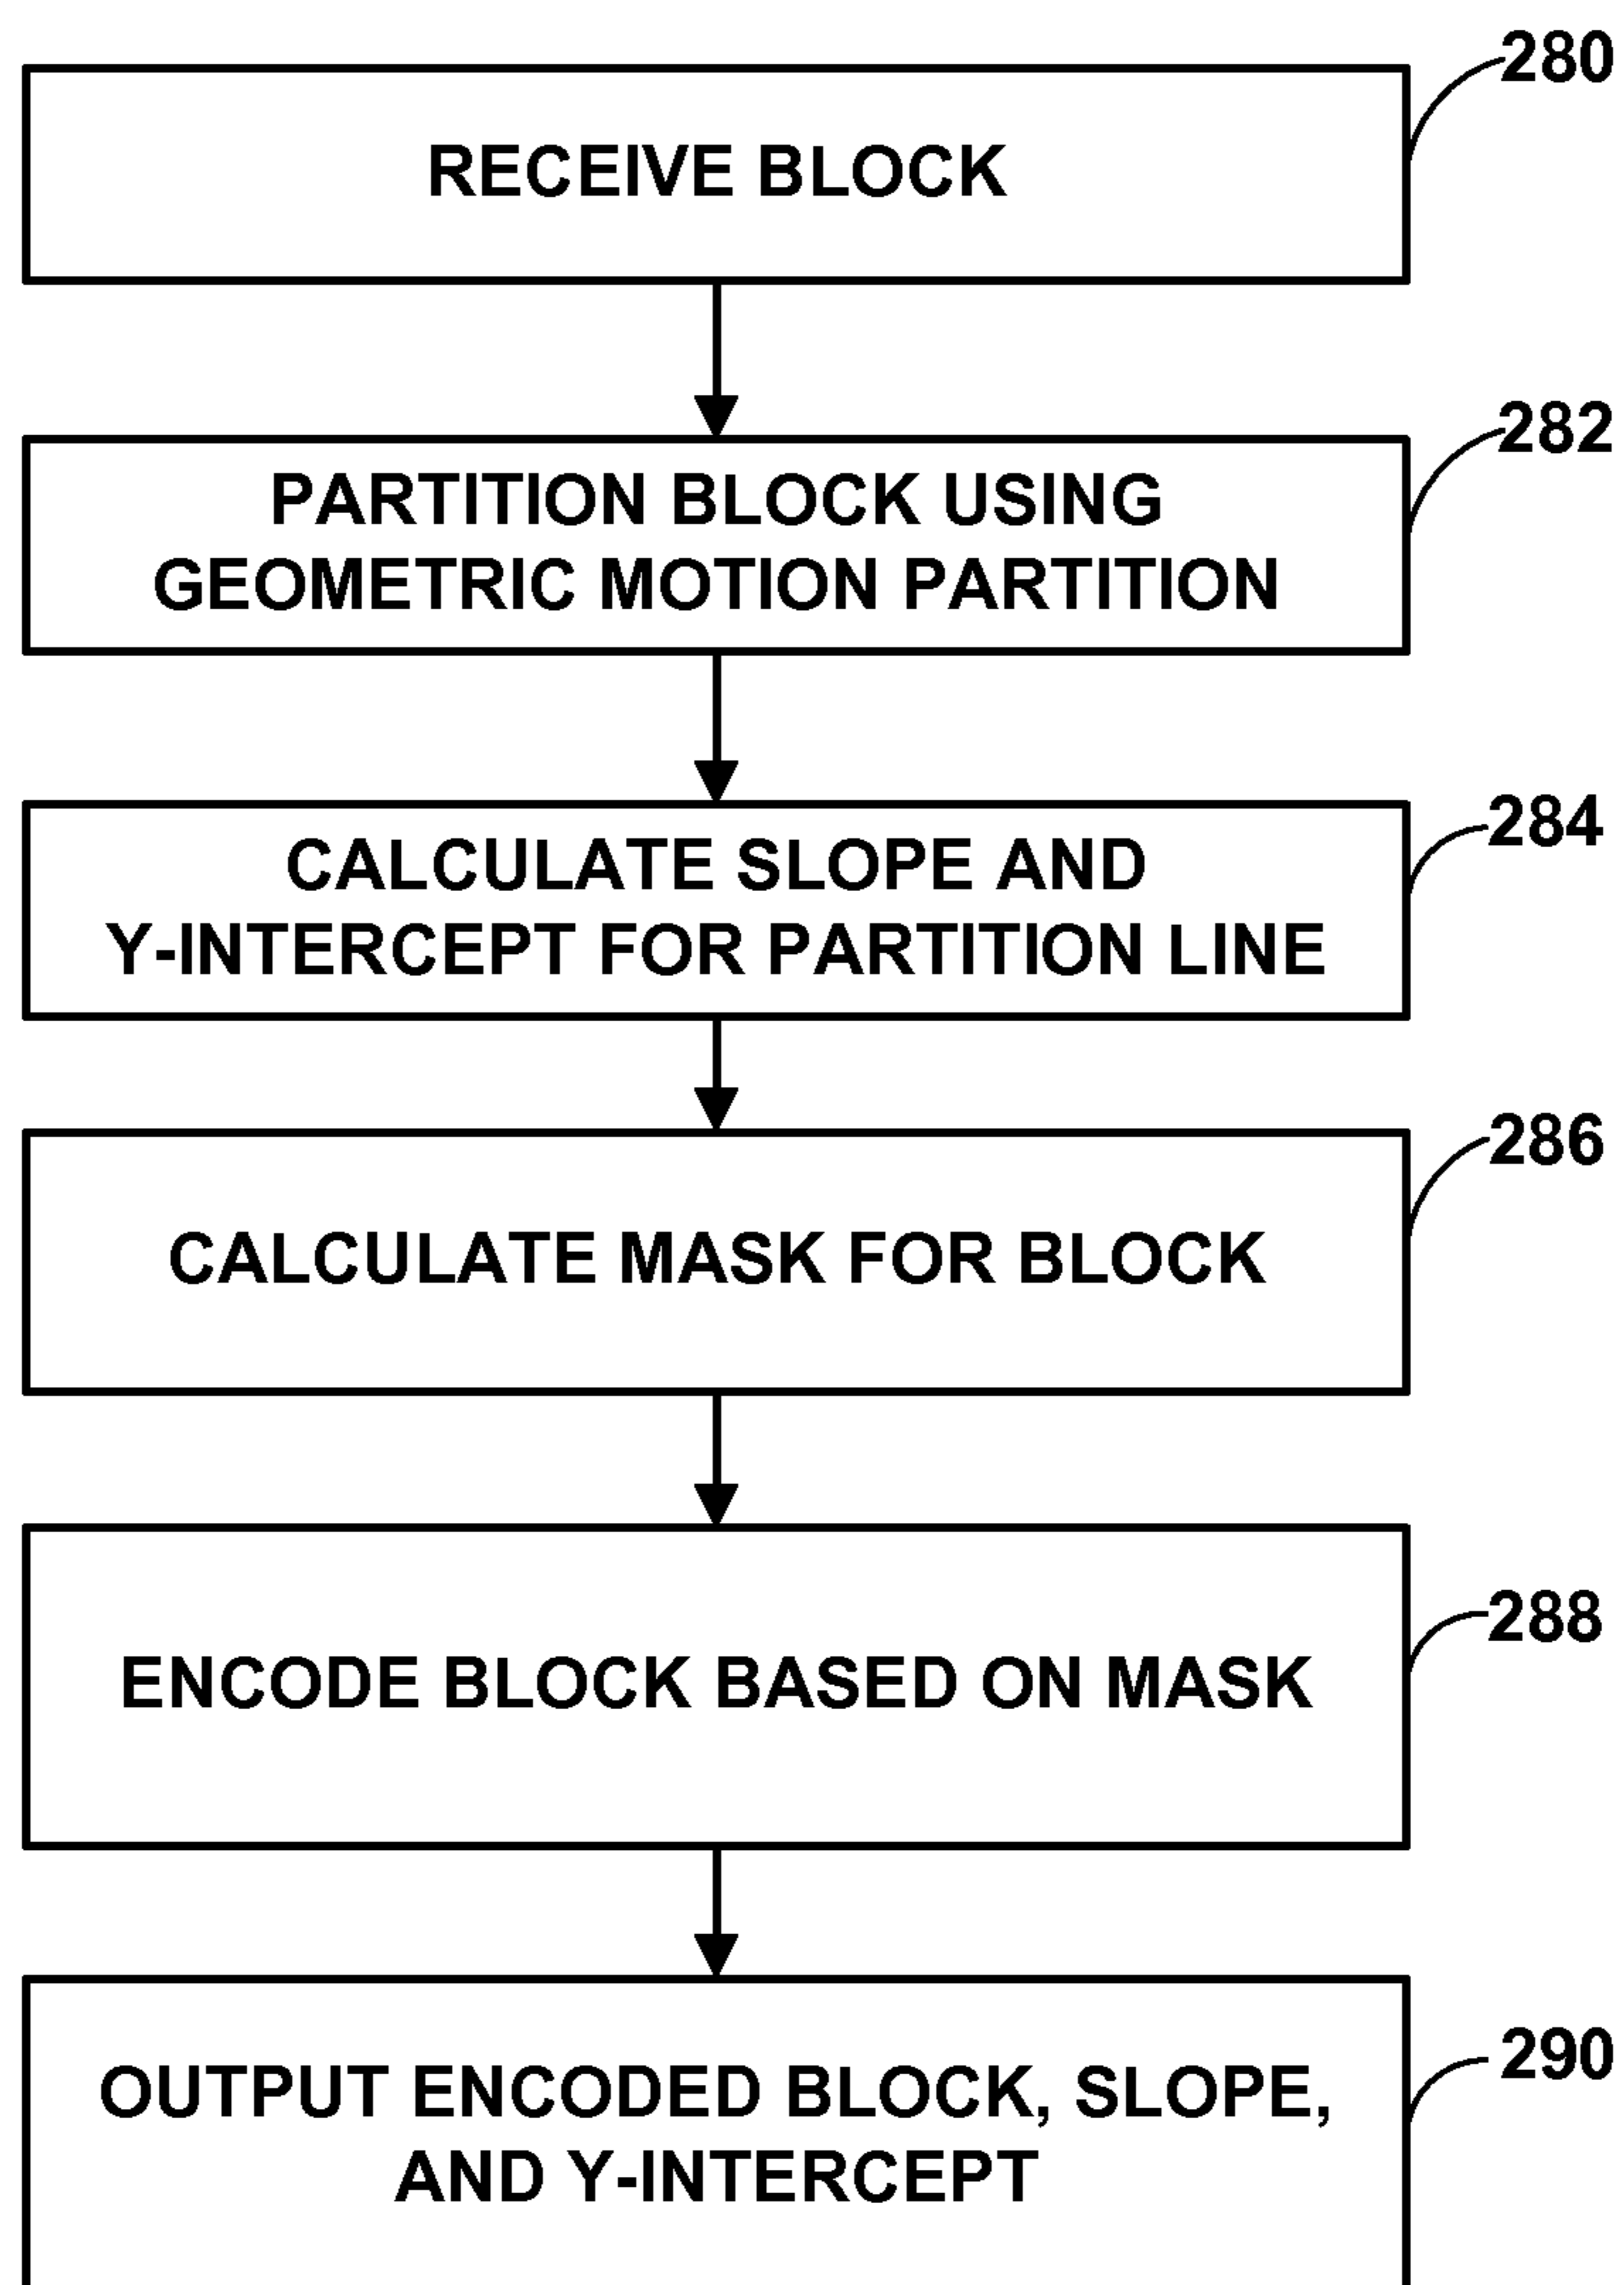 280
RECEIVE BLOCK
282
PARTITION BLOCK USING
GEOMETRIC MOTION PARTITION
284
CALCULATE SLOPE AND
Y-INTERCEPT FOR PARTITION LINE
286
CALCULATE MASK FOR BLOCK
288
ENCODE BLOCK BASED ON MASK
290
OUTPUT ENCODED BLOCK, SLOPE,
AND Y-INTERCEPT